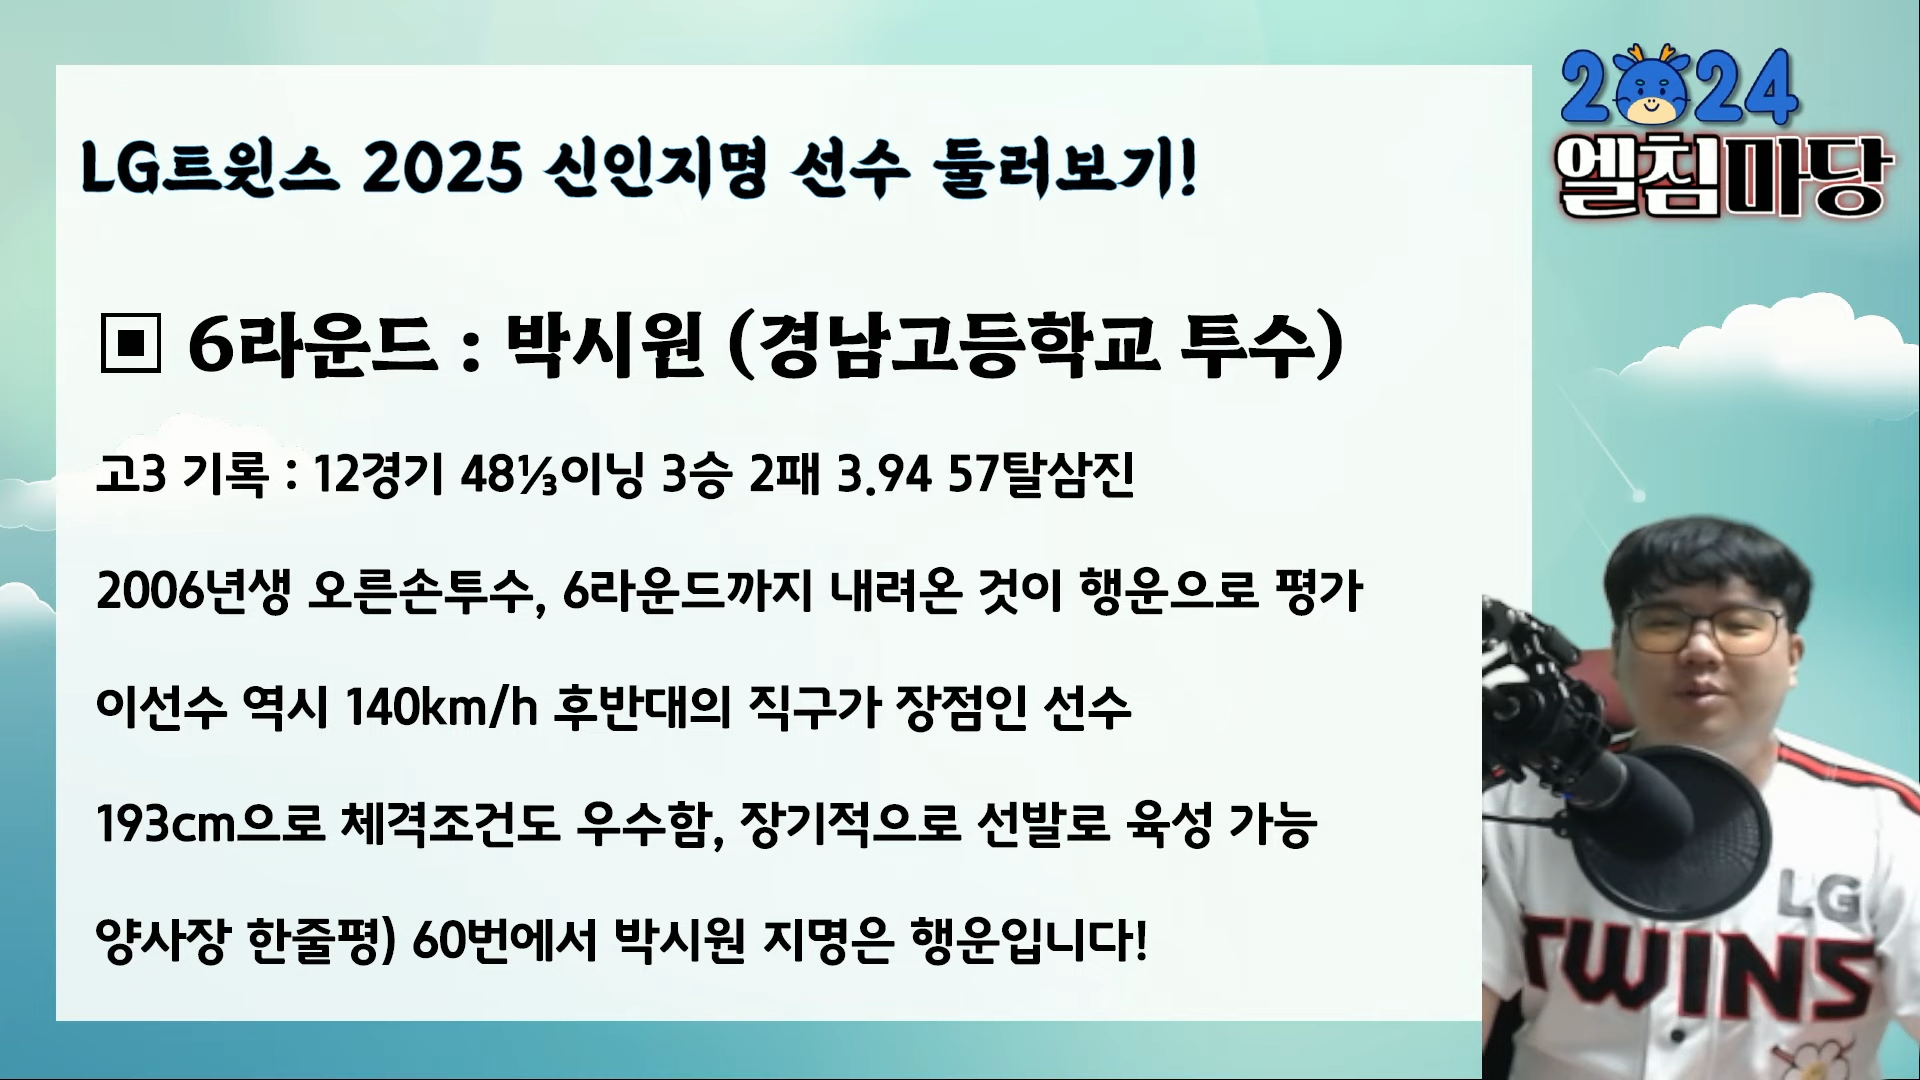 2024
엘침마당
LG트윈스 2025 신인지명 선수 둘러보기!
▣ 6라운드 : 박시원 (경남고등학교 투수)
고3 기록 : 12경기 48⅓이닝 3승 2패 3.94 57탈삼진
2006년생 오른손투수, 6라운드까지 내려온 것이 행운으로 평가
이선수 역시 140km/h 후반대의 직구가 장점인 선수
193cm으로 체격조건도 우수함, 장기적으로 선발로 육성 가능
양사장 한줄평) 60번에서 박시원 지명은 행운입니다!
LG
TWINS